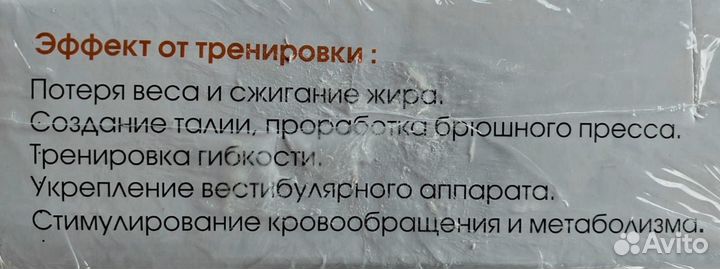 Эффект от тренировки :
Потеря веса и сжигание жира.
Создание талии, проработка брюшного пресса.
Тренировка гибкости.
Укрепление вестибулярного аппарата.
Стимулирование кровообращения и метаболизма.
Avito